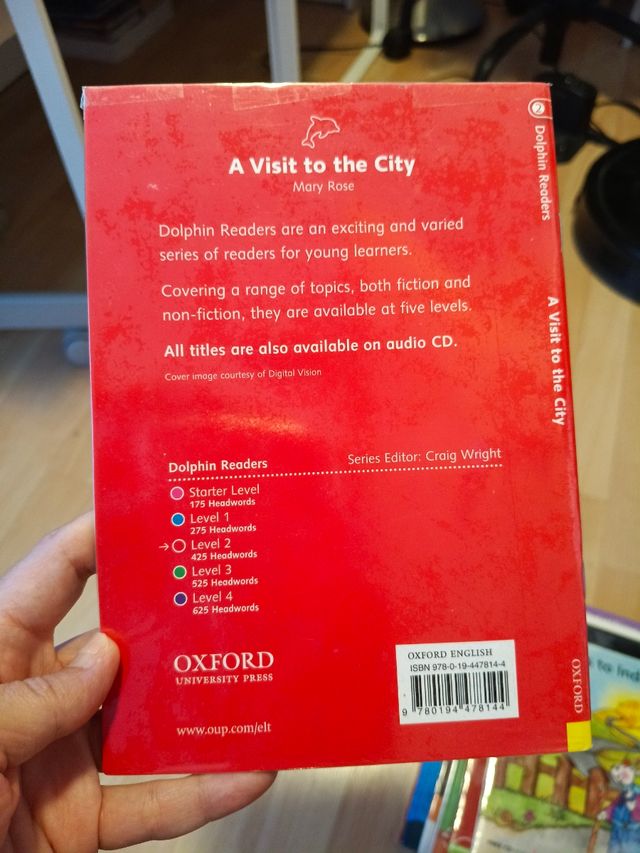 A Visit to the City
Mary Rose
Dolphin Readers are an exciting and varied
series of readers for young learners.
Covering a range of topics, both fiction and
non-fiction, they are available at five levels.
All titles are also available on audio CD.
Cover image courtesy of Digital Vision
Dolphin Readers
Series Editor: Craig Wright
Starter Level
175 Headwords
Level 1
275 Headwords
→ Level 2
425 Headwords
Level 3
525 Headwords
Level 4
625 Headwords
OXFORD
UNIVERSITY PRESS
www.oup.com/elt
OXFORD ENGLISH
ISBN 978-0-19-447814-4
9 780194 478144
2
Dolphin Readers
A Visit to the City
OXFORD